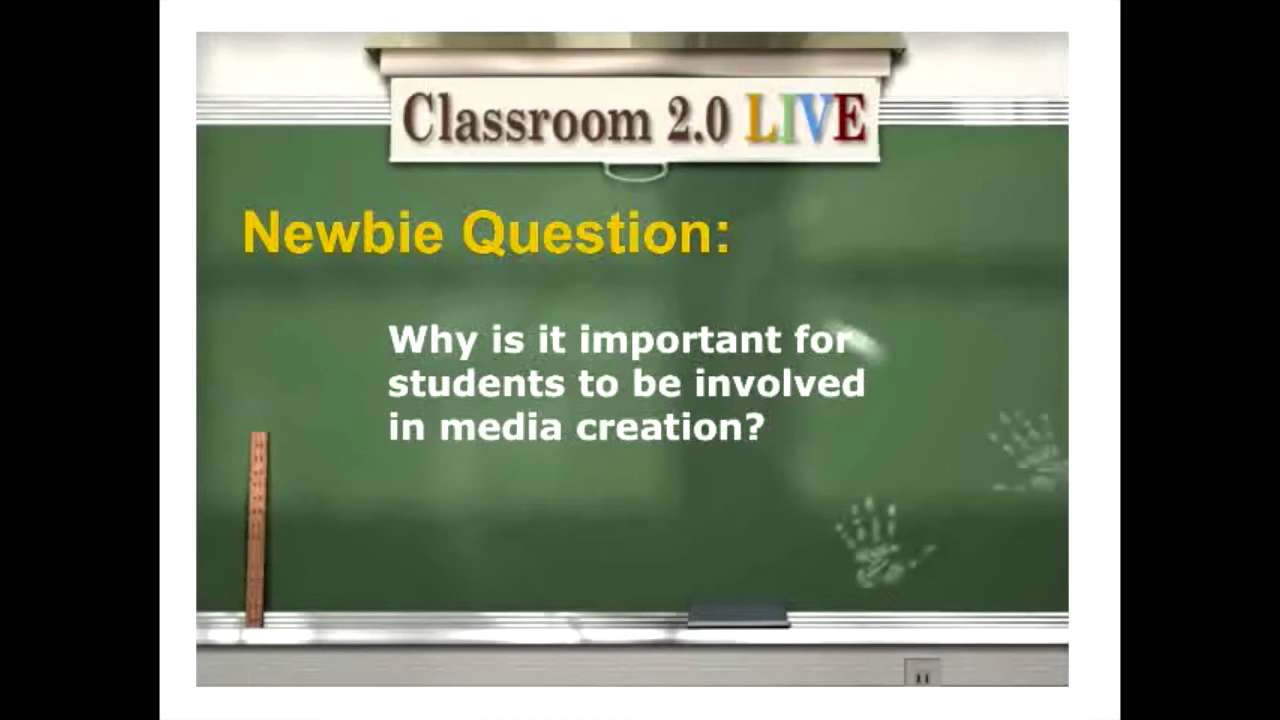 Classroom 2.0 LIVE
Newbie Question:
Why is it important for
students to be involved
in media creation?